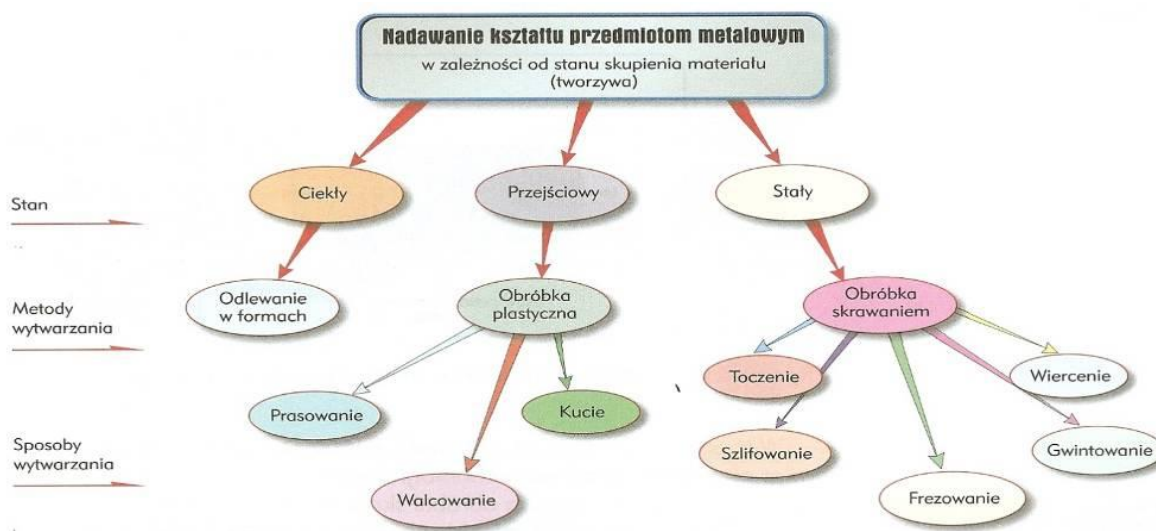 Nadawanie kształtu przedmiotom metalowym
w zależności od stanu skupienia materiału
(tworzywa)
Stan
Ciekły
Przejściowy
Stały
Metody
wytwarzania
Odlewanie
w formach
Obróbka
plastyczna
Obróbka
skrawaniem
Sposoby
wytwarzania
Prasowanie
Walcowanie
Kucie
Toczenie
Szlifowanie
Frezowanie
Gwintowanie
Wiercenie